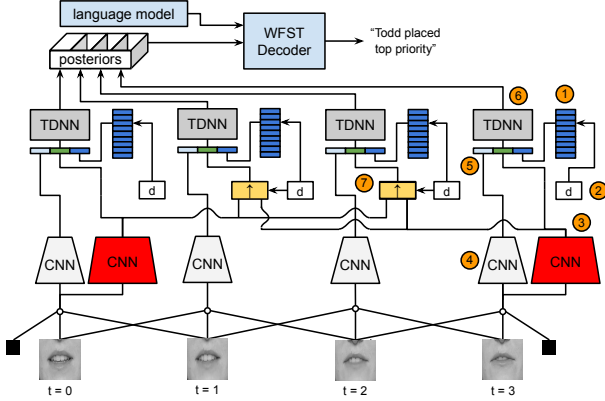 language model
WFST
Decoder
"Todd placed
top priority"
posteriors
6
1
TDNN
TDNN
TDNN
TDNN
5
7
d
↑
d
↑
d
d
2
3
4
CNN
CNN
CNN
CNN
CNN
CNN
t = 0
t = 1
t = 2
t = 3